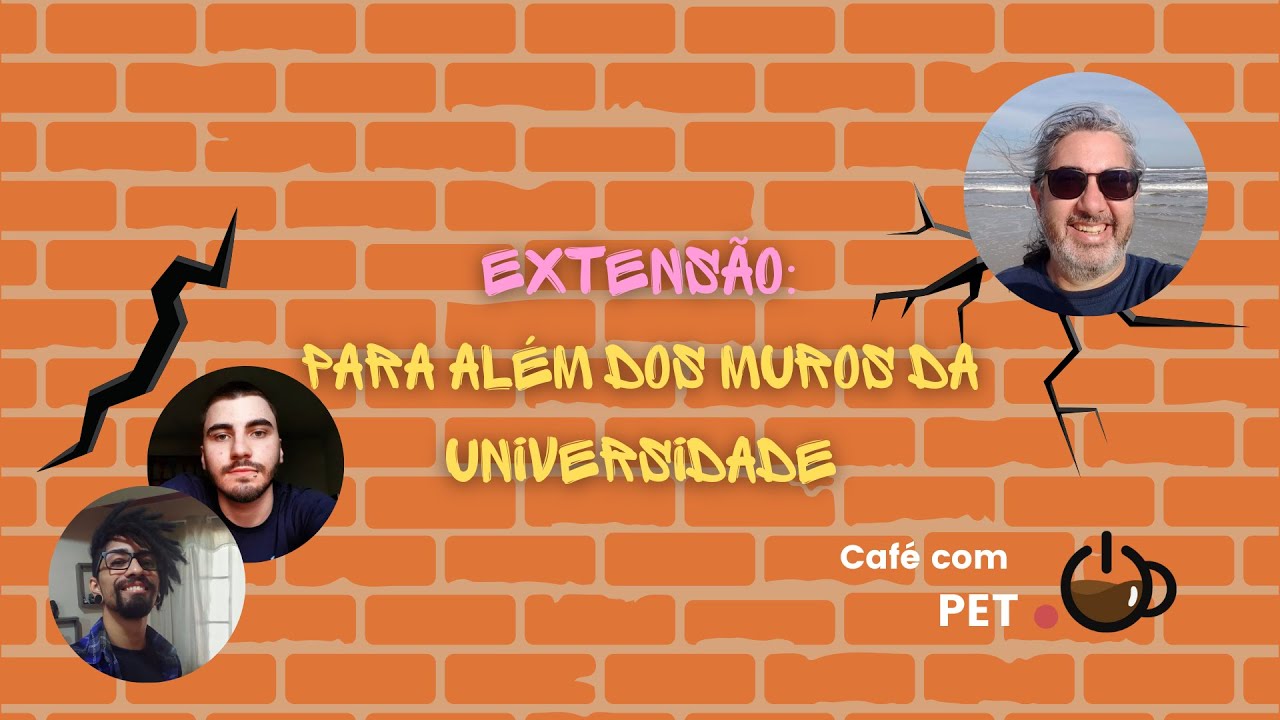 EXTENSÃO:
PARA ALÉM DOS MUROS DA
UNIVERSIDADE
Café com
PET